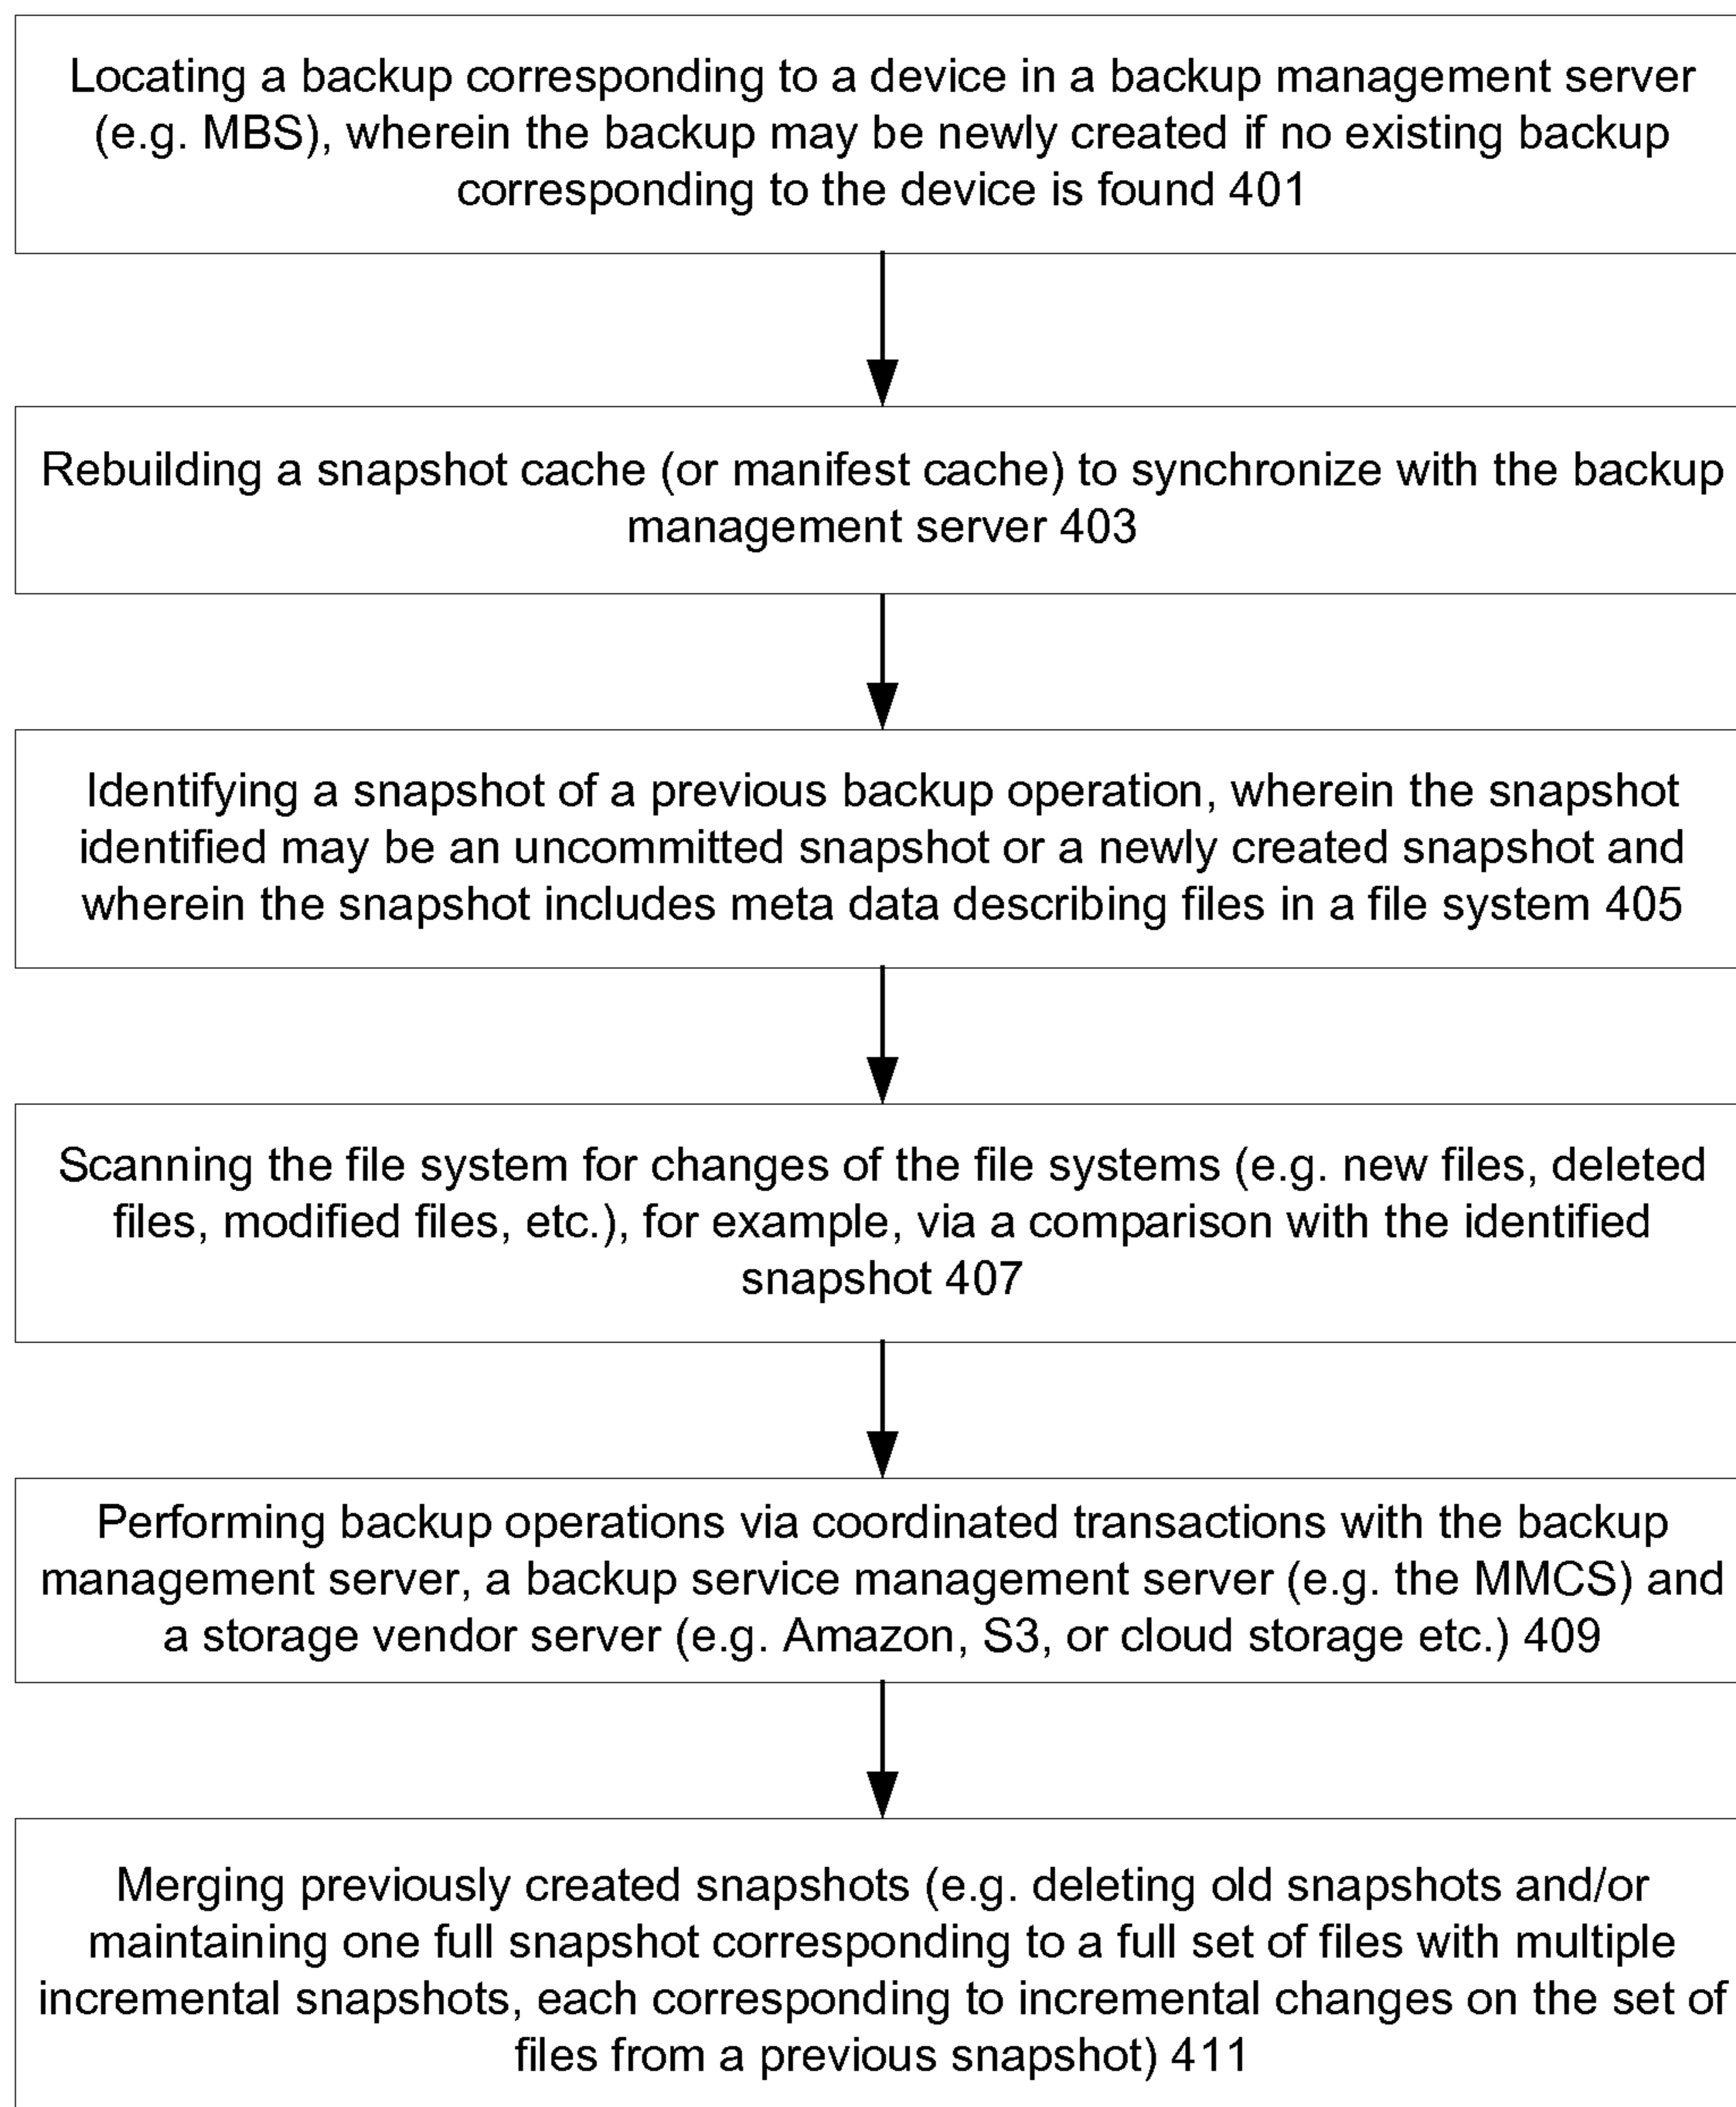 Locating a backup corresponding to a device in a backup management server
(e.g. MBS), wherein the backup may be newly created if no existing backup
corresponding to the device is found 401
Rebuilding a snapshot cache (or manifest cache) to synchronize with the backup
management server 403
Identifying a snapshot of a previous backup operation, wherein the snapshot
identified may be an uncommitted snapshot or a newly created snapshot and
wherein the snapshot includes meta data describing files in a file system 405
Scanning the file system for changes of the file systems (e.g. new files, deleted
files, modified files, etc.), for example, via a comparison with the identified
snapshot 407
Performing backup operations via coordinated transactions with the backup
management server, a backup service management server (e.g. the MMCS) and
a storage vendor server (e.g. Amazon, S3, or cloud storage etc.) 409
Merging previously created snapshots (e.g. deleting old snapshots and/or
maintaining one full snapshot corresponding to a full set of files with multiple
incremental snapshots, each corresponding to incremental changes on the set of
files from a previous snapshot) 411